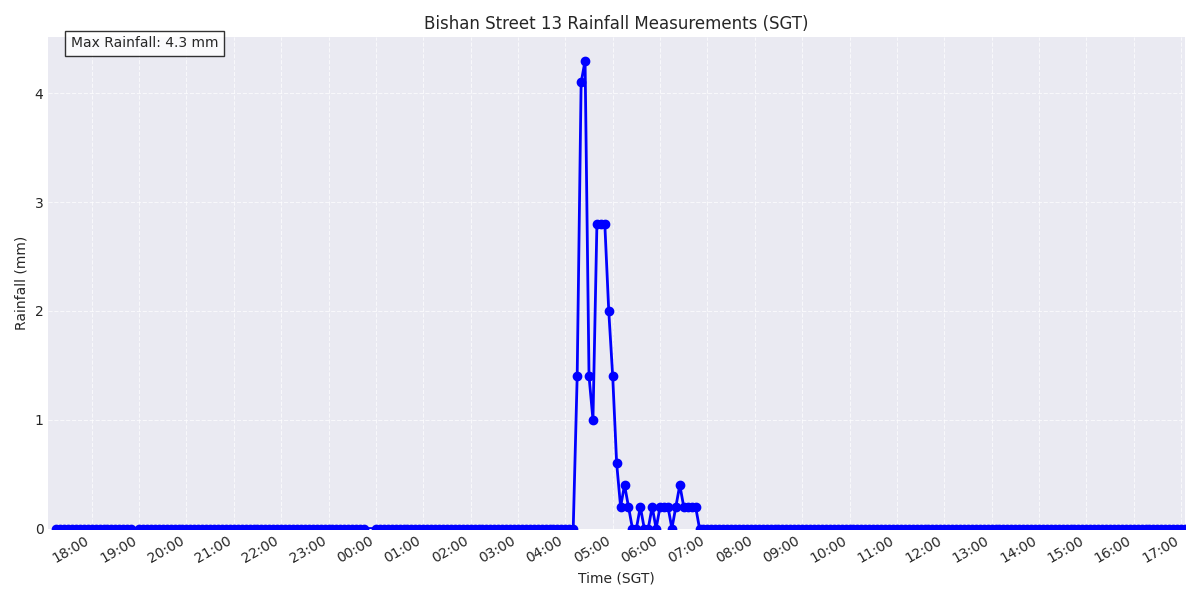 Bishan Street 13 Rainfall Measurements (SGT)
Max Rainfall: 4.3 mm
Rainfall (mm)
4
3
2
1
0
18:00 19:00 20:00 21:00 22:00 23:00 00:00 01:00 02:00 03:00 04:00 05:00 06:00 07:00 08:00 09:00 10:00 11:00 12:00 13:00 14:00 15:00 16:00 17:00
Time (SGT)